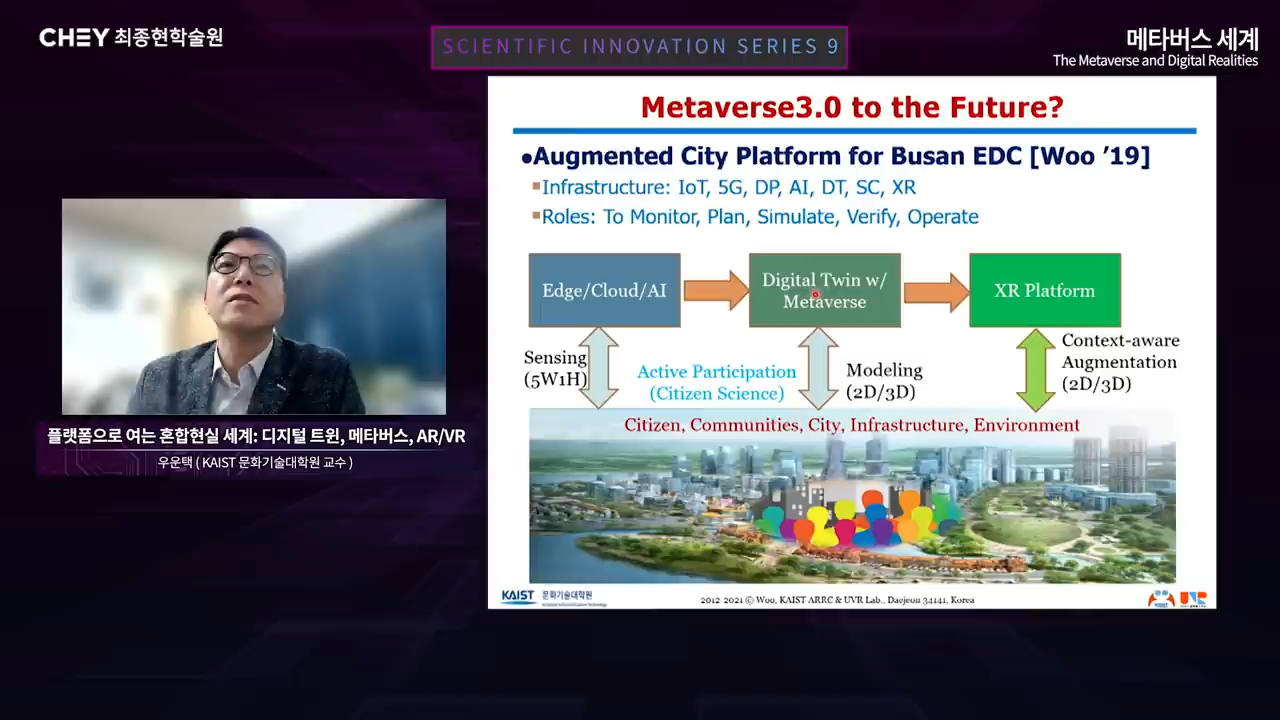 CHEY 최종현학술원
SCIENTIFIC INNOVATION SERIES 9
메타버스 세계
The Metaverse and Digital Realities
Metaverse3.0 to the Future?
●Augmented City Platform for Busan EDC [Woo ’19]
▪Infrastructure: IoT, 5G, DP, AI, DT, SC, XR
▪Roles: To Monitor, Plan, Simulate, Verify, Operate
Edge/Cloud/AI
Digital Twin w/
Metaverse
XR Platform
Sensing
(5W1H)
Active Participation
(Citizen Science)
Modeling
(2D/3D)
Context-aware
Augmentation
(2D/3D)
Citizen, Communities, City, Infrastructure, Environment
KAIST 문화기술대학원
2012-2021 © Woo, KAIST ARRC & UVR Lab., Daejeon 34141, Korea
UVR
플랫폼으로 여는 혼합현실 세계: 디지털 트윈, 메타버스, AR/VR
우운택 ( KAIST 문화기술대학원 교수 )